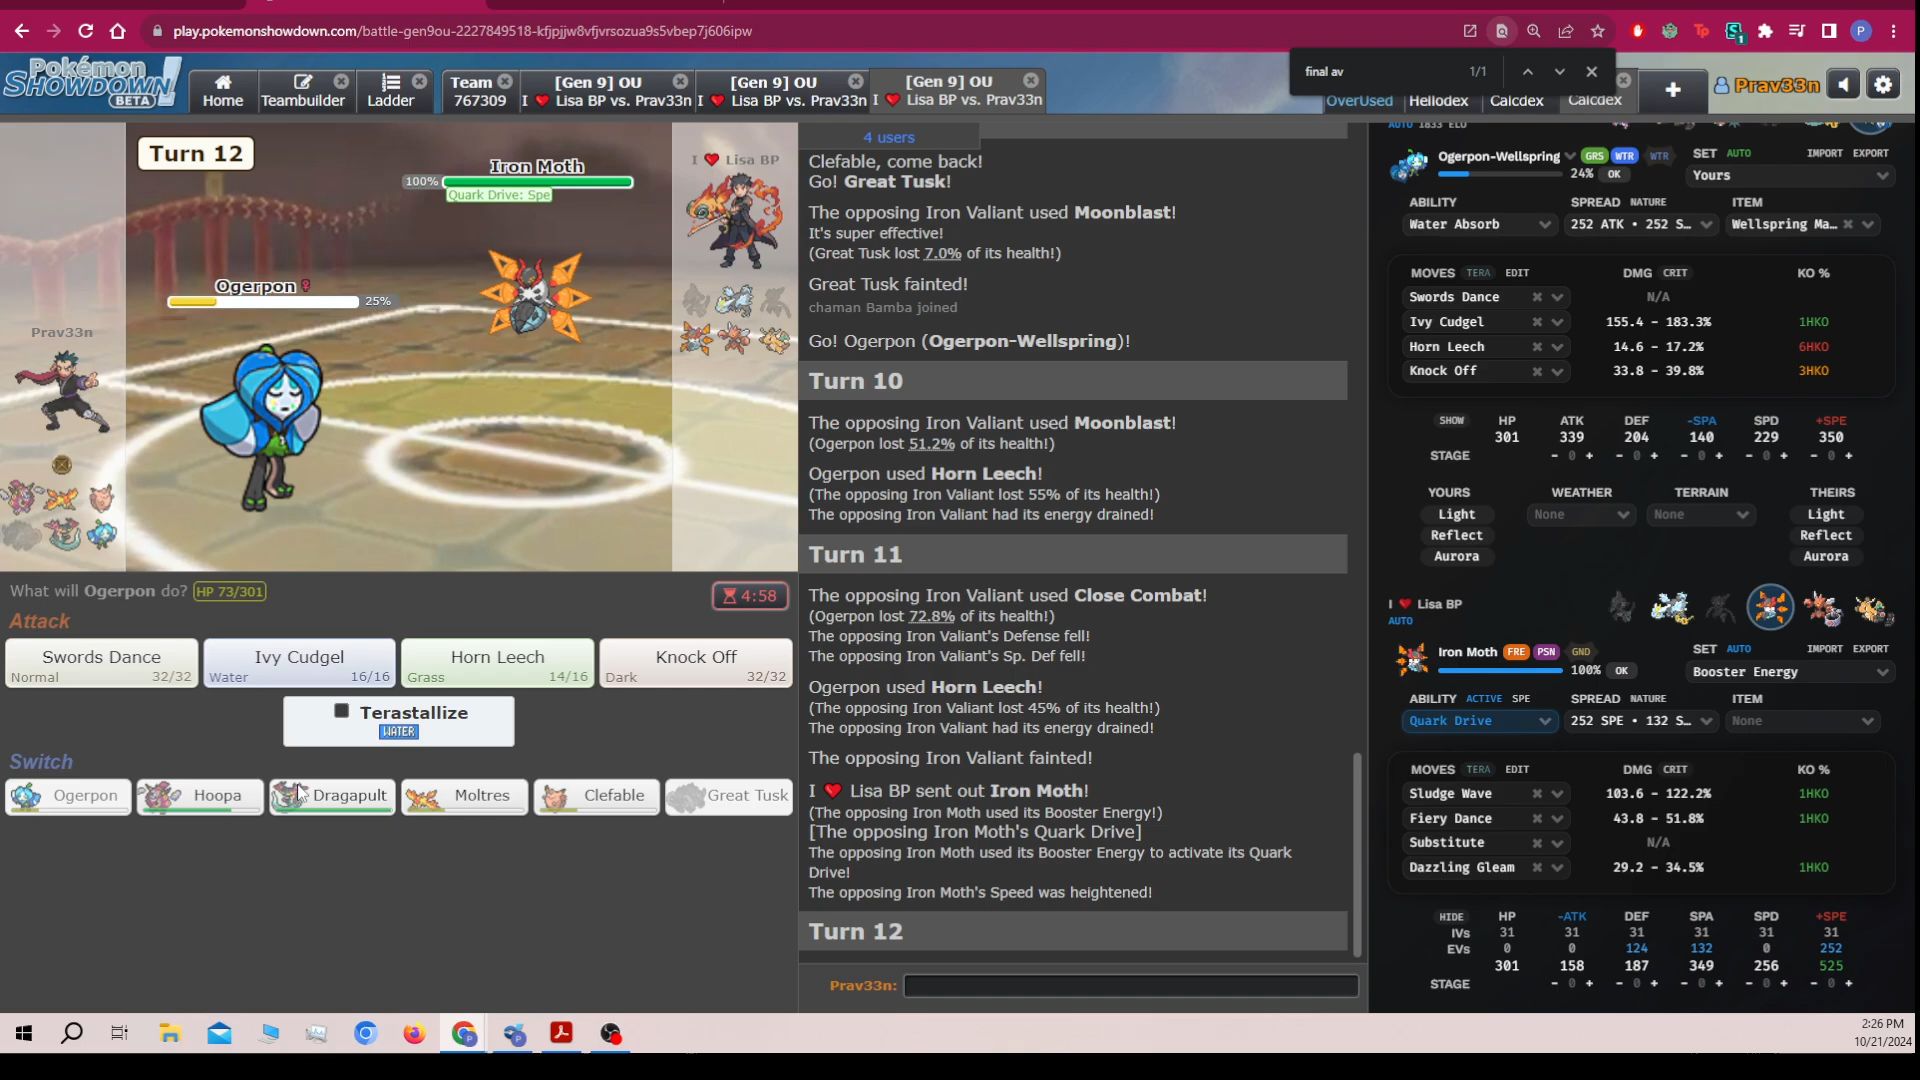 play.pokemonshowdown.com/battle-gen9ou-2227849518-kfjpjjw8vfjvrsozua9s5vbep7j606ipw
final av 1/1
Pokémon SHOWDOWN! BETA
Home
Teambuilder
Ladder
Team 767309
[Gen 9] OU
I ❤ Lisa BP vs. Prav33n
[Gen 9] OU
I ❤ Lisa BP vs. Prav33n
[Gen 9] OU
I ❤ Lisa BP vs. Prav33n
OverUsed
Hellodex
Calcdex
Calcdex
Prav33n
Turn 12
Iron Moth
100%
Quark Drive: Spe
Ogerpon ♀
25%
Prav33n
I ❤ Lisa BP
What will Ogerpon do? HP 73/301
4:58
Attack
Swords Dance
Normal 32/32
Ivy Cudgel
Water 16/16
Horn Leech
Grass 14/16
Knock Off
Dark 32/32
Terastallize
WATER
Switch
Ogerpon
Hoopa
Dragapult
Moltres
Clefable
Great Tusk
4 users
Clefable, come back!
Go! Great Tusk!
The opposing Iron Valiant used Moonblast!
It's super effective!
(Great Tusk lost 7.0% of its health!)
Great Tusk fainted!
chaman Bamba joined
Go! Ogerpon (Ogerpon-Wellspring)!
Turn 10
The opposing Iron Valiant used Moonblast!
(Ogerpon lost 51.2% of its health!)
Ogerpon used Horn Leech!
(The opposing Iron Valiant lost 55% of its health!)
The opposing Iron Valiant had its energy drained!
Turn 11
The opposing Iron Valiant used Close Combat!
(Ogerpon lost 72.8% of its health!)
The opposing Iron Valiant's Defense fell!
The opposing Iron Valiant's Sp. Def fell!
Ogerpon used Horn Leech!
(The opposing Iron Valiant lost 45% of its health!)
The opposing Iron Valiant had its energy drained!
The opposing Iron Valiant fainted!
I ❤ Lisa BP sent out Iron Moth!
(The opposing Iron Moth used its Booster Energy!)
[The opposing Iron Moth's Quark Drive]
The opposing Iron Moth used its Booster Energy to activate its Quark
Drive!
The opposing Iron Moth's Speed was heightened!
Turn 12
Prav33n:
AUTO 1833 ELO
Ogerpon-Wellspring GRS WTR WTR
24% OK
SET AUTO IMPORT EXPORT
Yours
ABILITY SPREAD NATURE ITEM
Water Absorb 252 ATK • 252 S... Wellspring Ma...
MOVES TERA EDIT DMG CRIT KO %
Swords Dance N/A
Ivy Cudgel 155.4 – 183.3% 1HKO
Horn Leech 14.6 – 17.2% 6HKO
Knock Off 33.8 – 39.8% 3HKO
SHOW HP ATK DEF -SPA SPD +SPE
301 339 204 140 229 350
STAGE - 0 + - 0 + - 0 + - 0 + - 0 +
YOURS WEATHER TERRAIN THEIRS
Light None None Light
Reflect Reflect
Aurora Aurora
I ❤ Lisa BP
AUTO
Iron Moth FRE PSN GND
100% OK
SET AUTO IMPORT EXPORT
Booster Energy
ABILITY ACTIVE SPE SPREAD NATURE ITEM
Quark Drive 252 SPE • 132 S... None
MOVES TERA EDIT DMG CRIT KO %
Sludge Wave 103.6 – 122.2% 1HKO
Fiery Dance 43.8 – 51.8% 1HKO
Substitute N/A
Dazzling Gleam 29.2 – 34.5% 1HKO
HIDE HP -ATK DEF SPA SPD +SPE
IVs 31 31 31 31 31 31
EVs 0 0 124 132 0 252
301 158 187 349 256 525
STAGE - 0 + - 0 + - 0 + - 0 + - 0 +
2:26 PM
10/21/2024